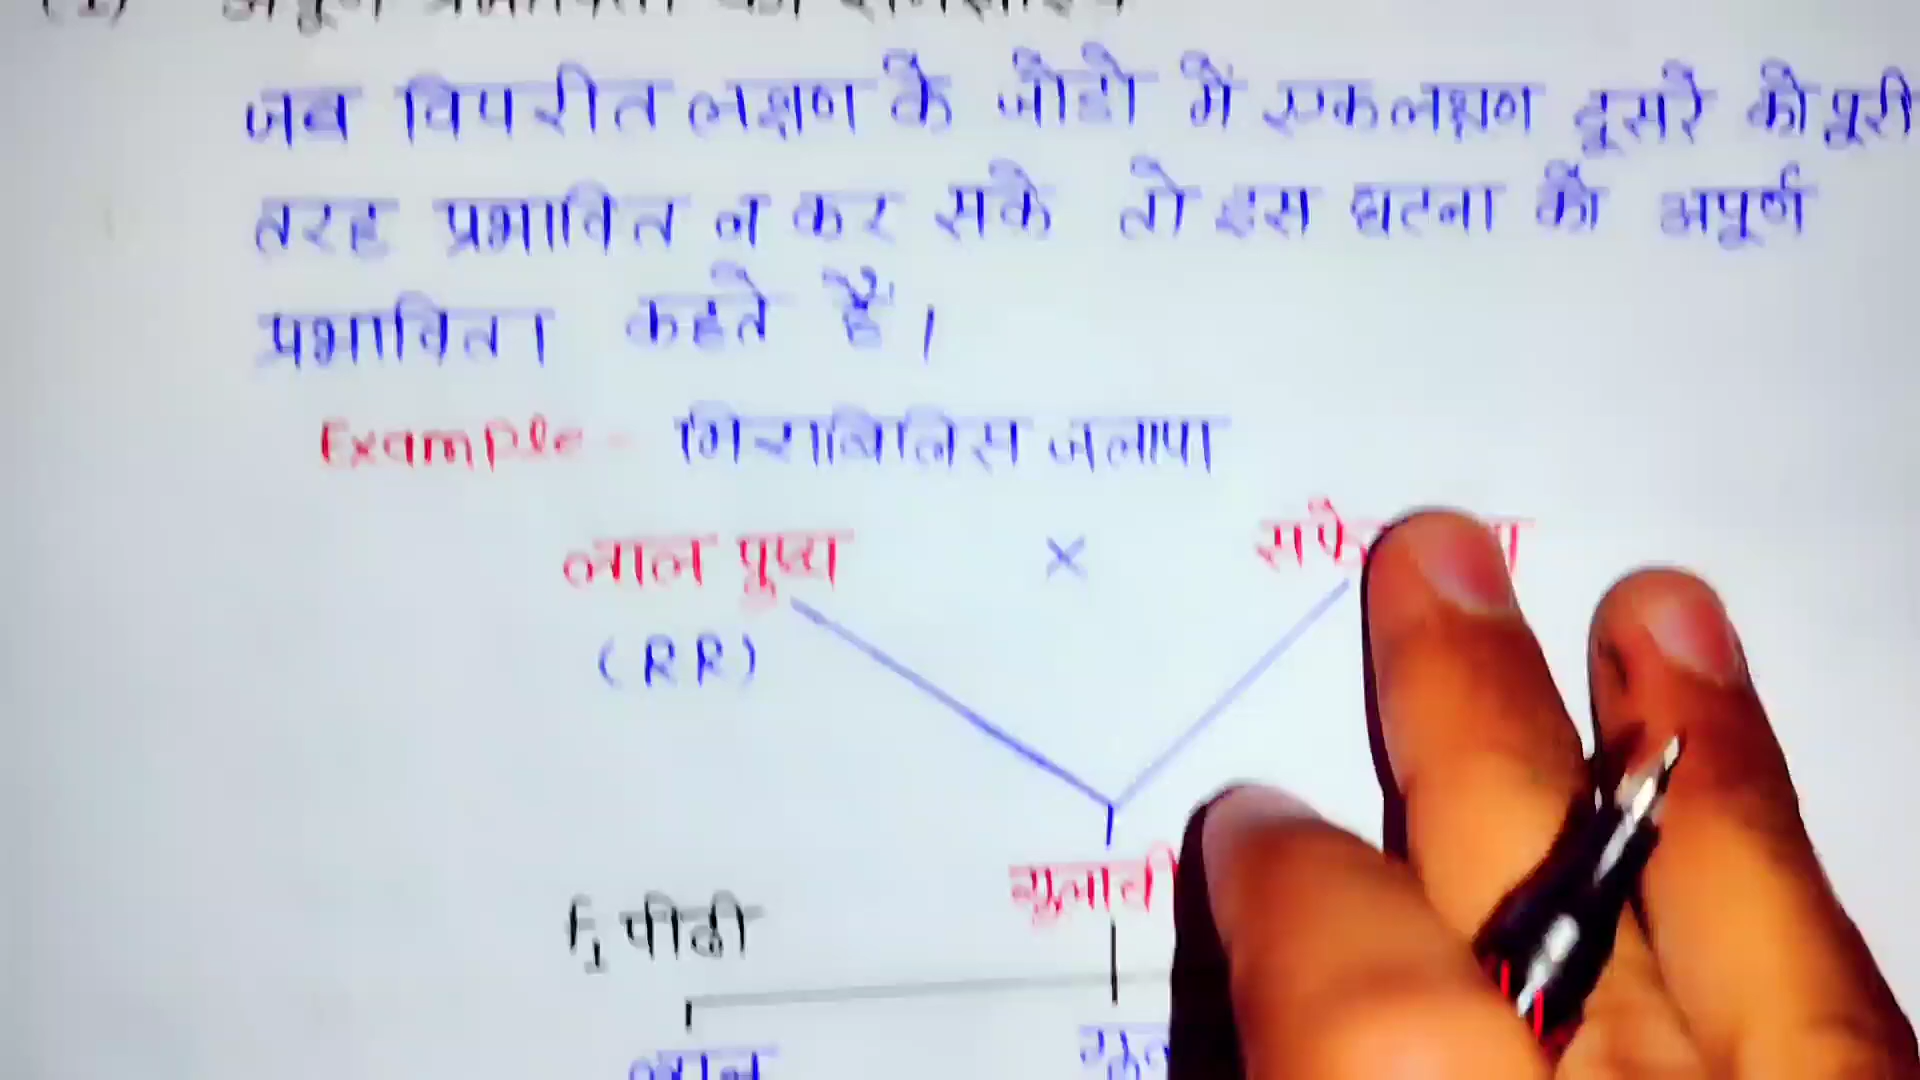 जब विपरीत लक्षण के जोडो में एक लक्षण दूसरे को पूरी
तरह प्रभावित न कर सके तो इस घटना को अपूर्ण
प्रभाविता कहते हैं।
Example - मिराबिलिस जलापा
लाल पुष्प × सफे
(RR)
गुलाबी
F₁ पीढी
लाल